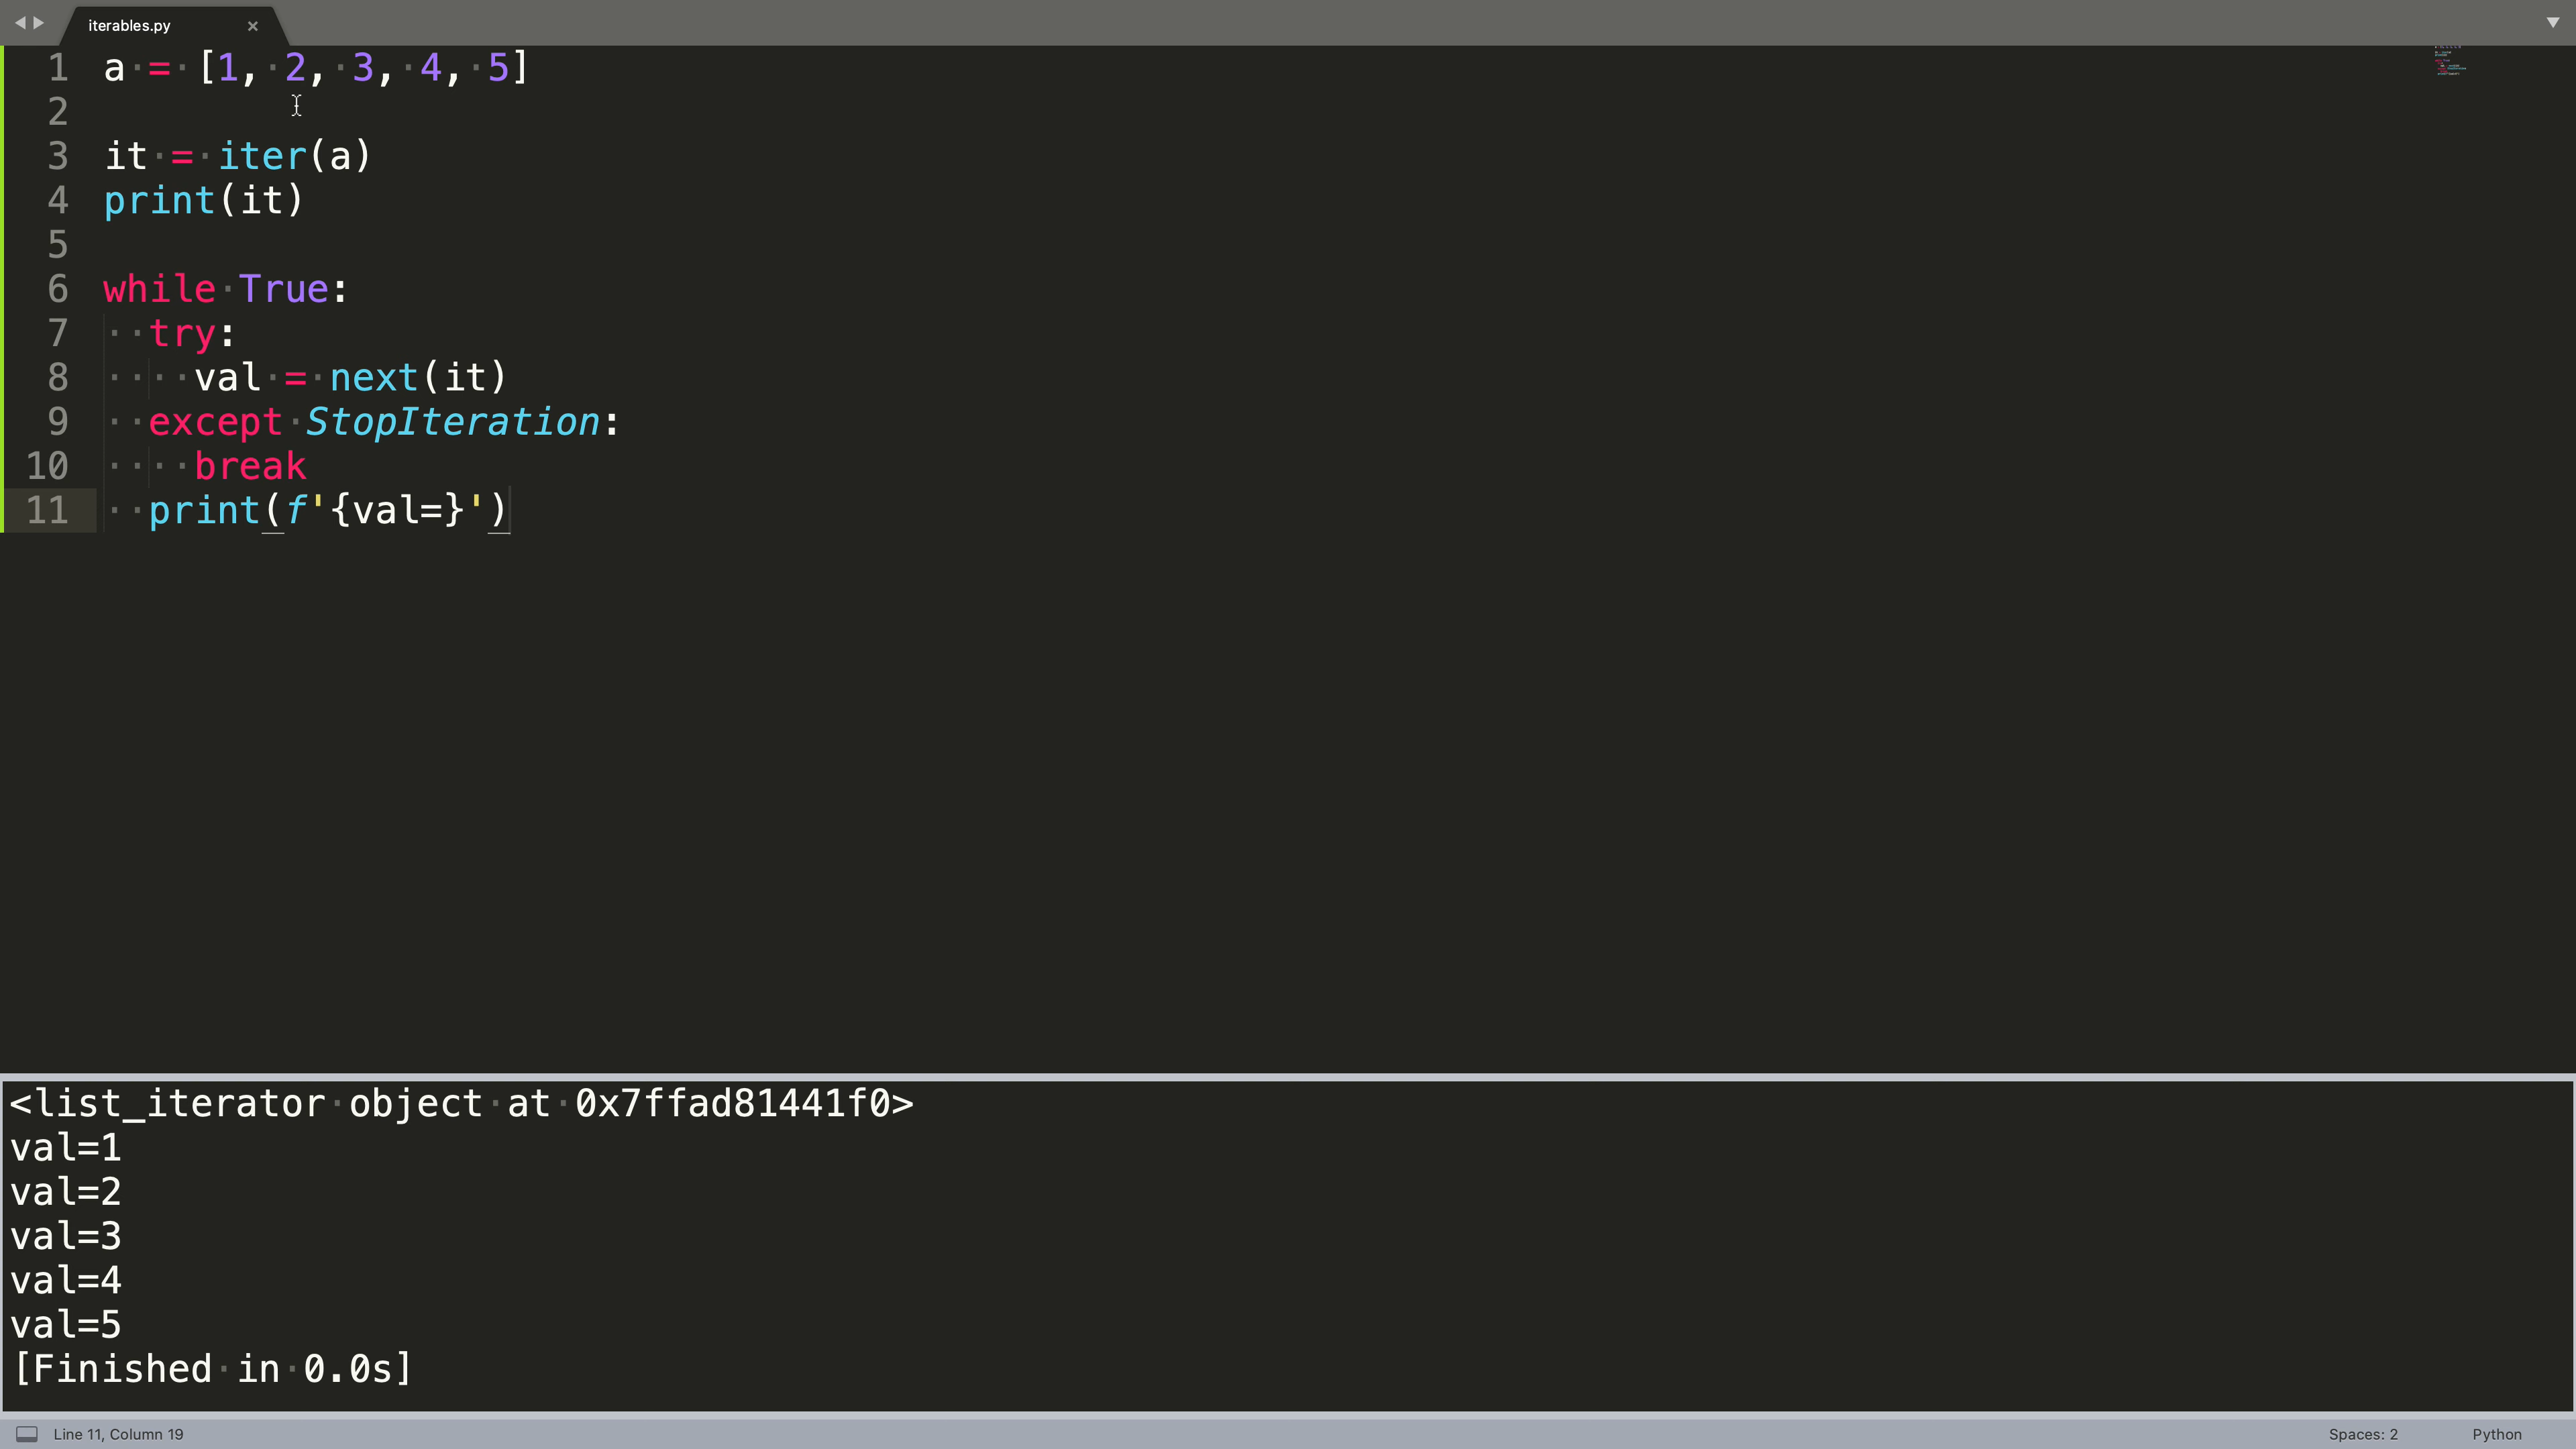 iterables.py ×
1 a = [1, 2, 3, 4, 5]
2
3 it = iter(a)
4 print(it)
5
6 while True:
7   try:
8     val = next(it)
9   except StopIteration:
10     break
11   print(f'{val=}')
<list_iterator object at 0x7ffad81441f0>
val=1
val=2
val=3
val=4
val=5
[Finished in 0.0s]
Line 11, Column 19 Spaces: 2 Python